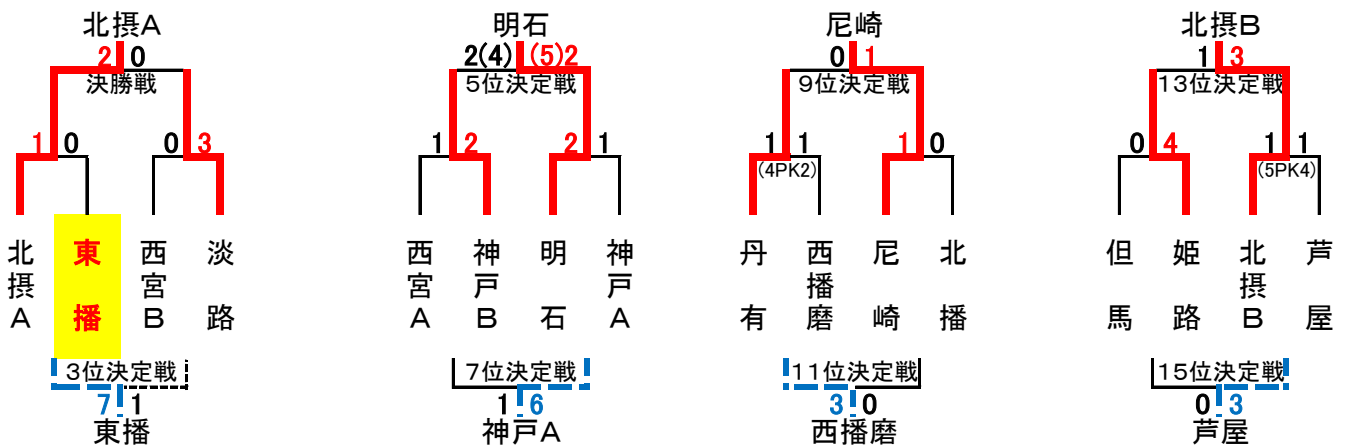 北摂A
2 0
決勝戦
1 0
0 3
北摂A
東播
西宮B
淡路
3位決定戦
7 1
東播
明石
2(4) (5)2
5位決定戦
1 2
2 1
西宮A
神戸B
明石
神戸A
7位決定戦
1 6
神戸A
尼崎
0 1
9位決定戦
1 1
(4PK2)
1 0
丹有
西播磨
尼崎
北播
11位決定戦
3 0
西播磨
北摂B
1 3
13位決定戦
0 4
1 1
(5PK4)
但馬
姫路
北摂B
芦屋
15位決定戦
0 3
芦屋